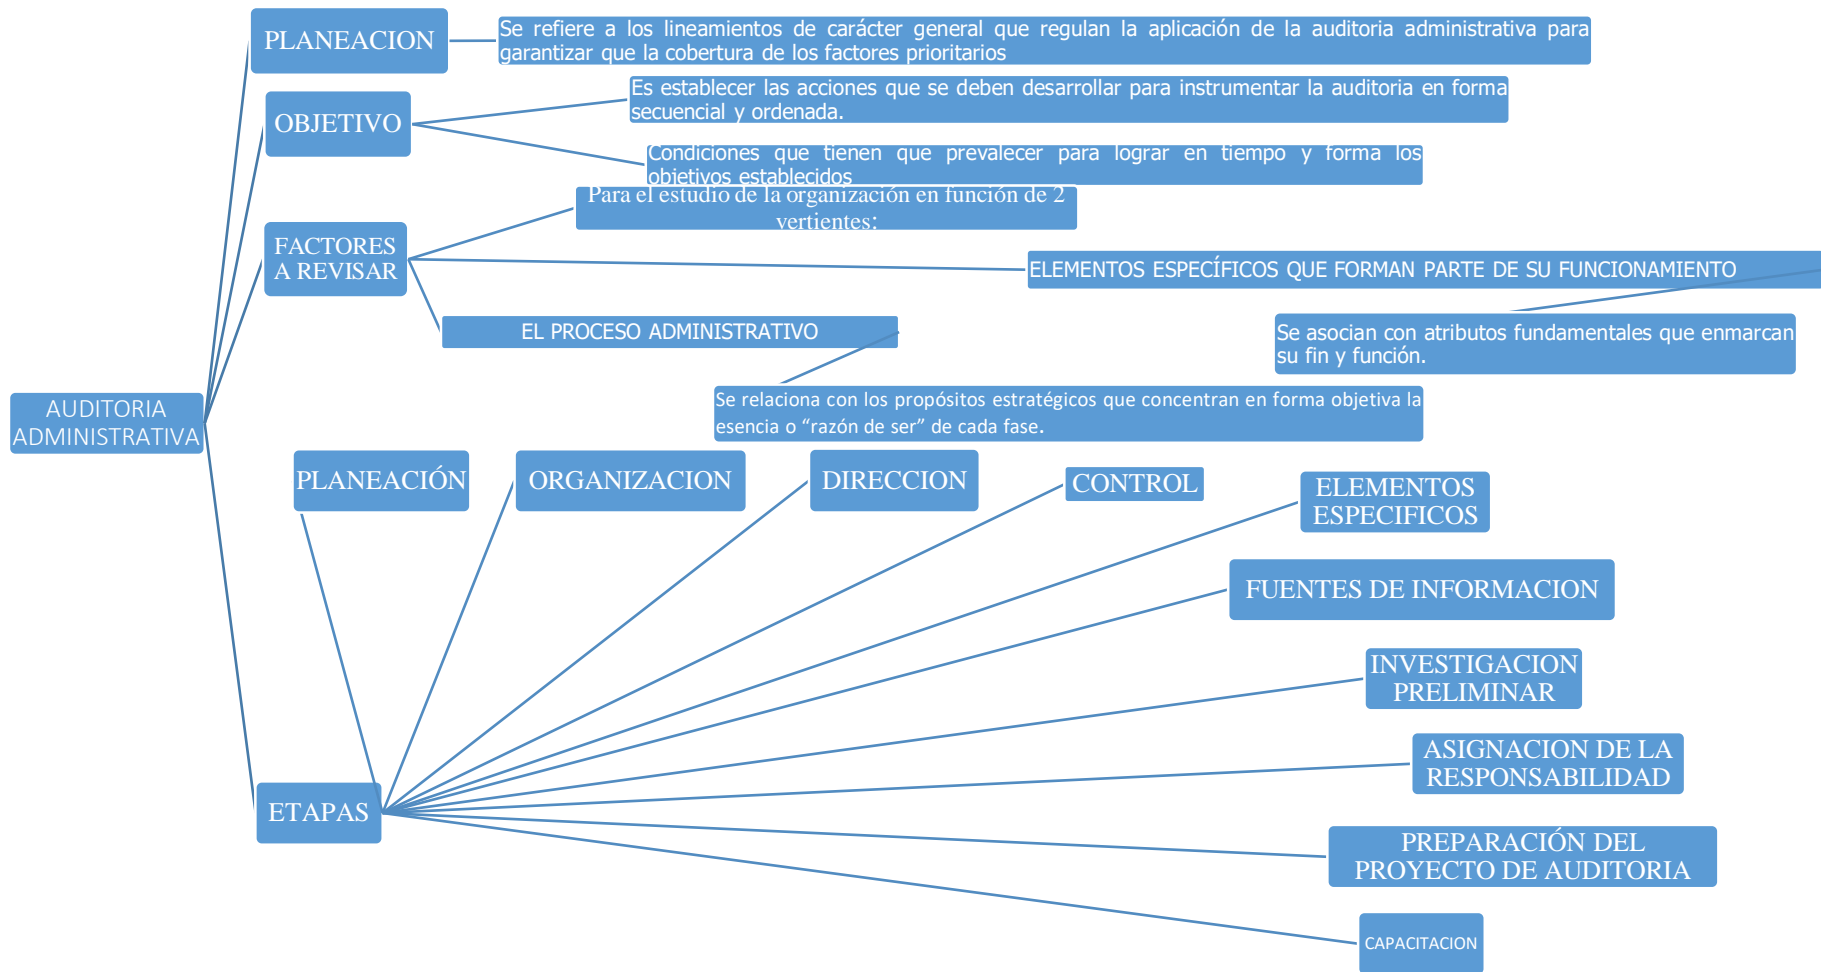 PLANEACION
Se refiere a los lineamientos de carácter general que regulan la aplicación de la auditoria administrativa para
garantizar que la cobertura de los factores prioritarios
OBJETIVO
Es establecer las acciones que se deben desarrollar para instrumentar la auditoria en forma
secuencial y ordenada.
Condiciones que tienen que prevalecer para lograr en tiempo y forma los
objetivos establecidos
Para el estudio de la organización en función de 2
vertientes:
FACTORES
A REVISAR
ELEMENTOS ESPECÍFICOS QUE FORMAN PARTE DE SU FUNCIONAMIENTO
EL PROCESO ADMINISTRATIVO
Se asocian con atributos fundamentales que enmarcan
su fin y función.
Se relaciona con los propósitos estratégicos que concentran en forma objetiva la
esencia o “razón de ser” de cada fase.
AUDITORIA
ADMINISTRATIVA
PLANEACIÓN
ORGANIZACION
DIRECCION
CONTROL
ELEMENTOS
ESPECIFICOS
FUENTES DE INFORMACION
INVESTIGACION
PRELIMINAR
ASIGNACION DE LA
RESPONSABILIDAD
ETAPAS
PREPARACIÓN DEL
PROYECTO DE AUDITORIA
CAPACITACION